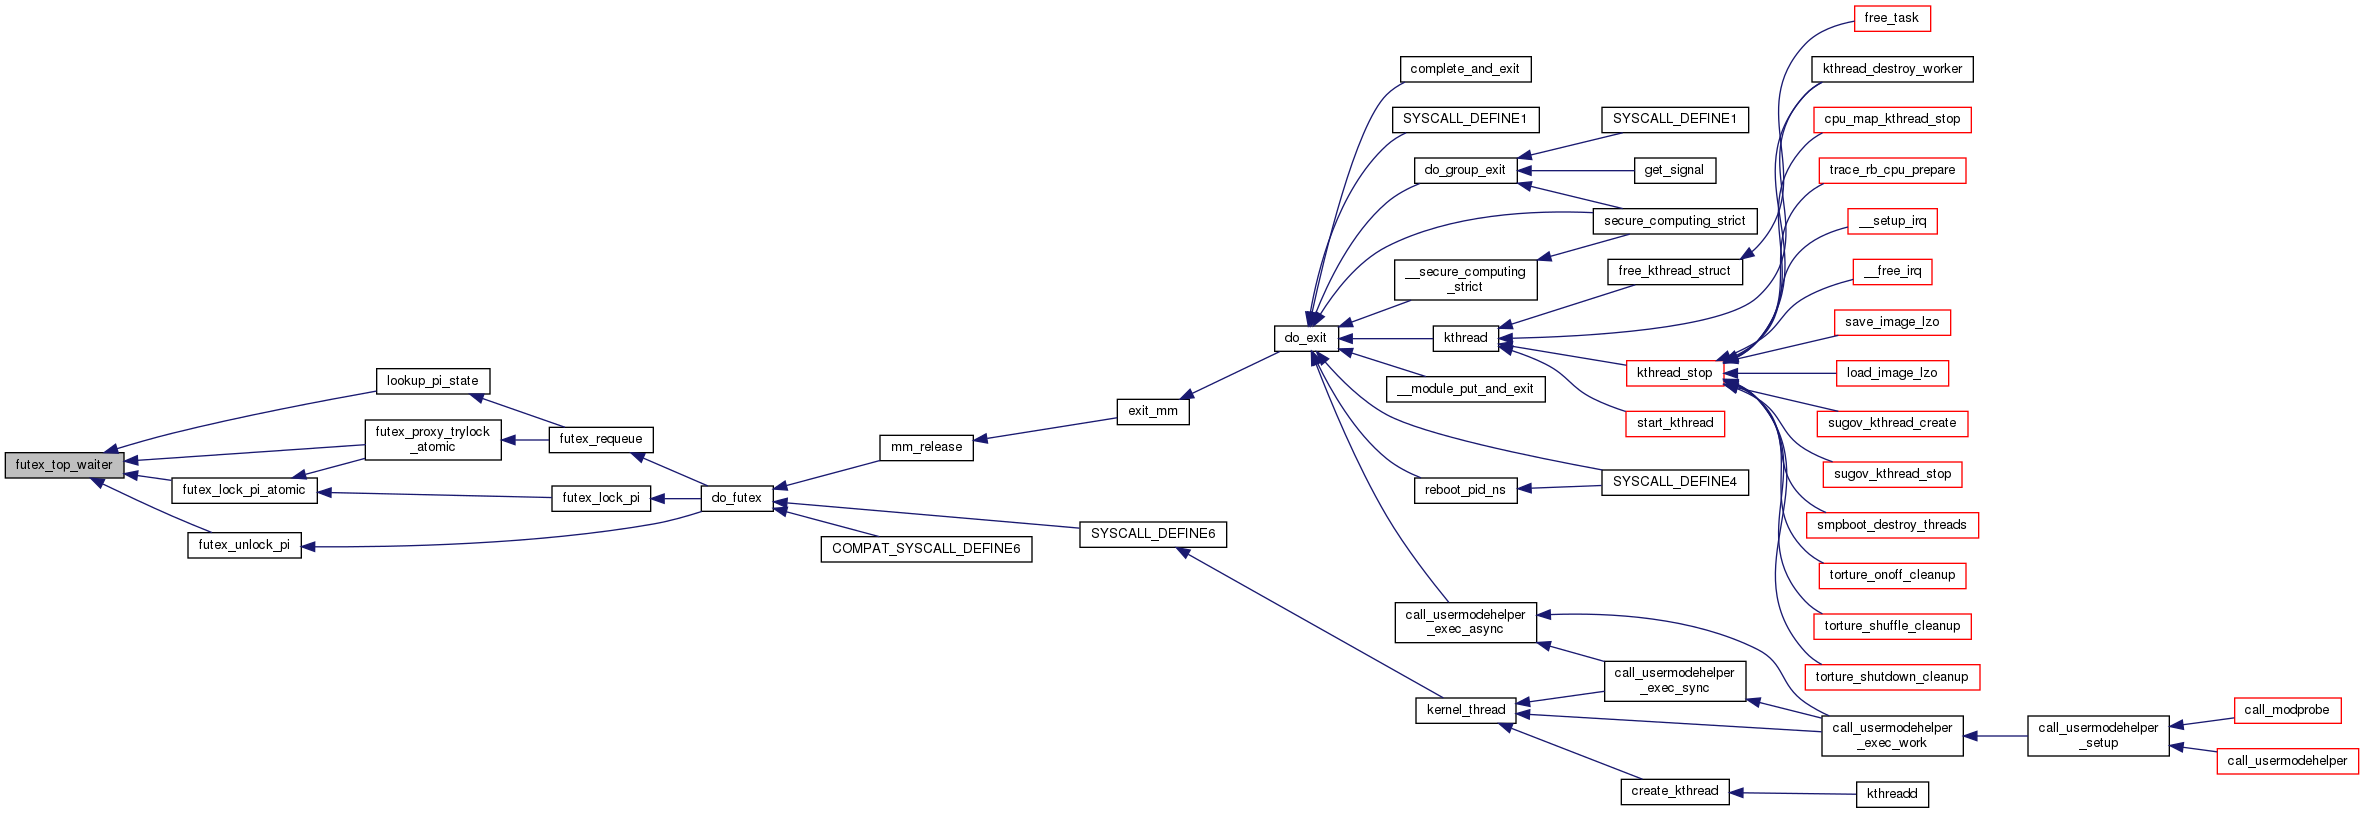 free_task
complete_and_exit
kthread_destroy_worker
SYSCALL_DEFINE1
SYSCALL_DEFINE1
cpu_map_kthread_stop
do_group_exit
get_signal
trace_rb_cpu_prepare
secure_computing_strict
__setup_irq
__secure_computing
_strict
free_kthread_struct
__free_irq
save_image_lzo
do_exit
kthread
kthread_stop
load_image_lzo
lookup_pi_state
__module_put_and_exit
exit_mm
start_kthread
sugov_kthread_create
futex_proxy_trylock
_atomic
futex_requeue
mm_release
futex_top_waiter
sugov_kthread_stop
futex_lock_pi_atomic
futex_lock_pi
do_futex
reboot_pid_ns
SYSCALL_DEFINE4
smpboot_destroy_threads
futex_unlock_pi
COMPAT_SYSCALL_DEFINE6
SYSCALL_DEFINE6
torture_onoff_cleanup
call_usermodehelper
_exec_async
torture_shuffle_cleanup
call_usermodehelper
_exec_sync
torture_shutdown_cleanup
kernel_thread
call_usermodehelper
_exec_work
call_usermodehelper
_setup
call_modprobe
call_usermodehelper
create_kthread
kthreadd